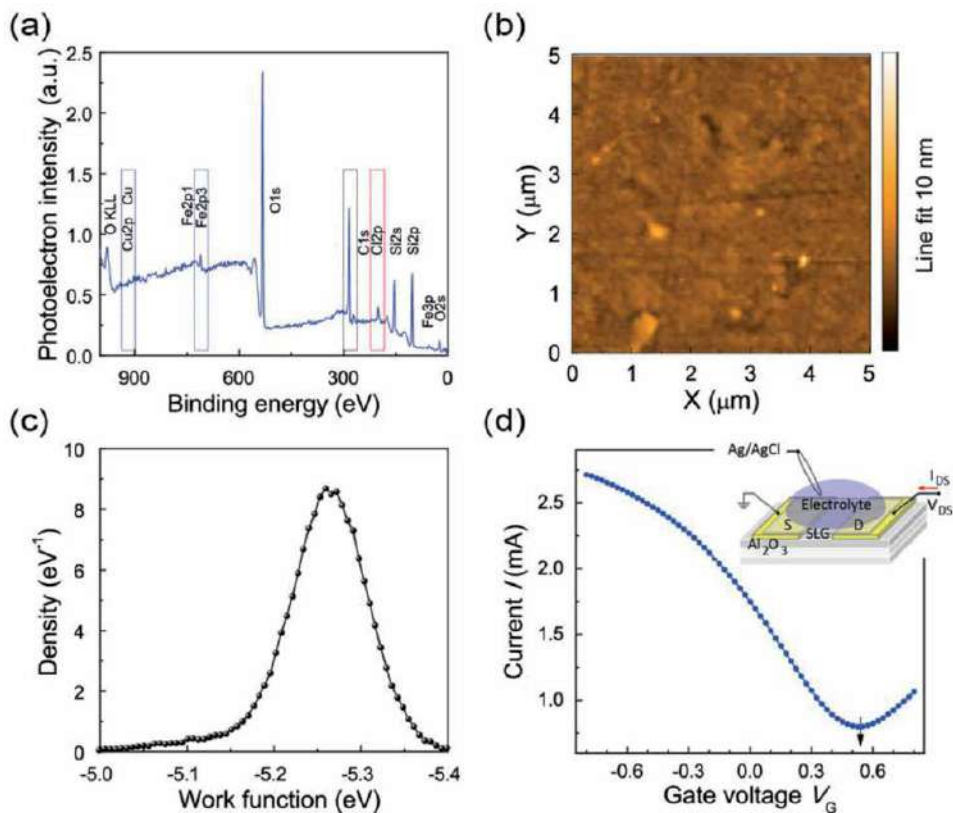 (a)
Photoelectron intensity (a.u.)
2.5
2.0
1.5
1.0
0.5
0.0
O KLL
Cu2p Cu
Fe2p1
Fe2p3
O1s
C1s
Cl2p
Si2s
Si2p
Fe3p
O2s
900
600
300
0
Binding energy (eV)
(b)
Y (μm)
5
4
3
2
1
0
0
1
2
3
4
5
X (μm)
Line fit 10 nm
(c)
Density (eV⁻¹)
10
8
6
4
2
0
-5.0
-5.1
-5.2
-5.3
-5.4
Work function (eV)
(d)
Current I (mA)
2.5
2.0
1.5
1.0
Ag/AgCl
I_DS
V_DS
Electrolyte
S
D
SLG
Al₂O₃
-0.6
-0.3
0.0
0.3
0.6
Gate voltage V_G